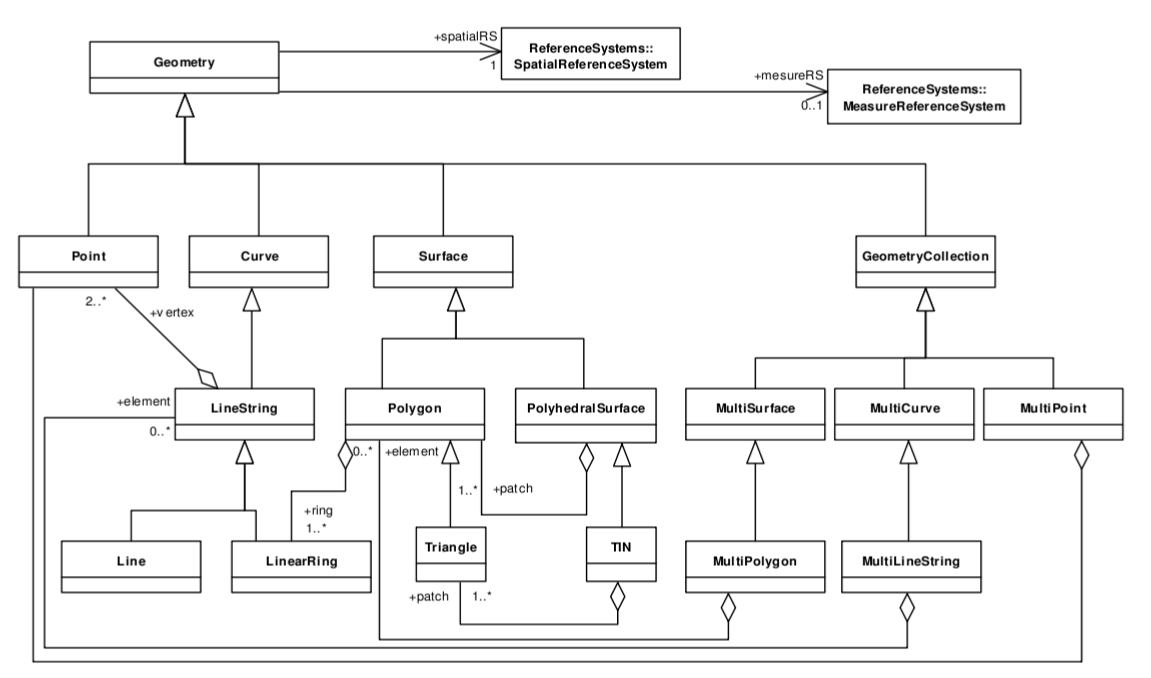 +spatialRS
1
ReferenceSystems::
SpatialReferenceSystem
Geometry
+mesureRS
0..1
ReferenceSystems::
MeasureReferenceSystem
Point
Curve
Surface
GeometryCollection
2..*
+v ertex
+element
0..*
LineString
Polygon
PolyhedralSurface
MultiSurface
MultiCurve
MultiPoint
0..*
+element
1..*
+patch
+ring
1..*
Line
LinearRing
Triangle
TIN
MultiPolygon
MultiLineString
+patch
1..*